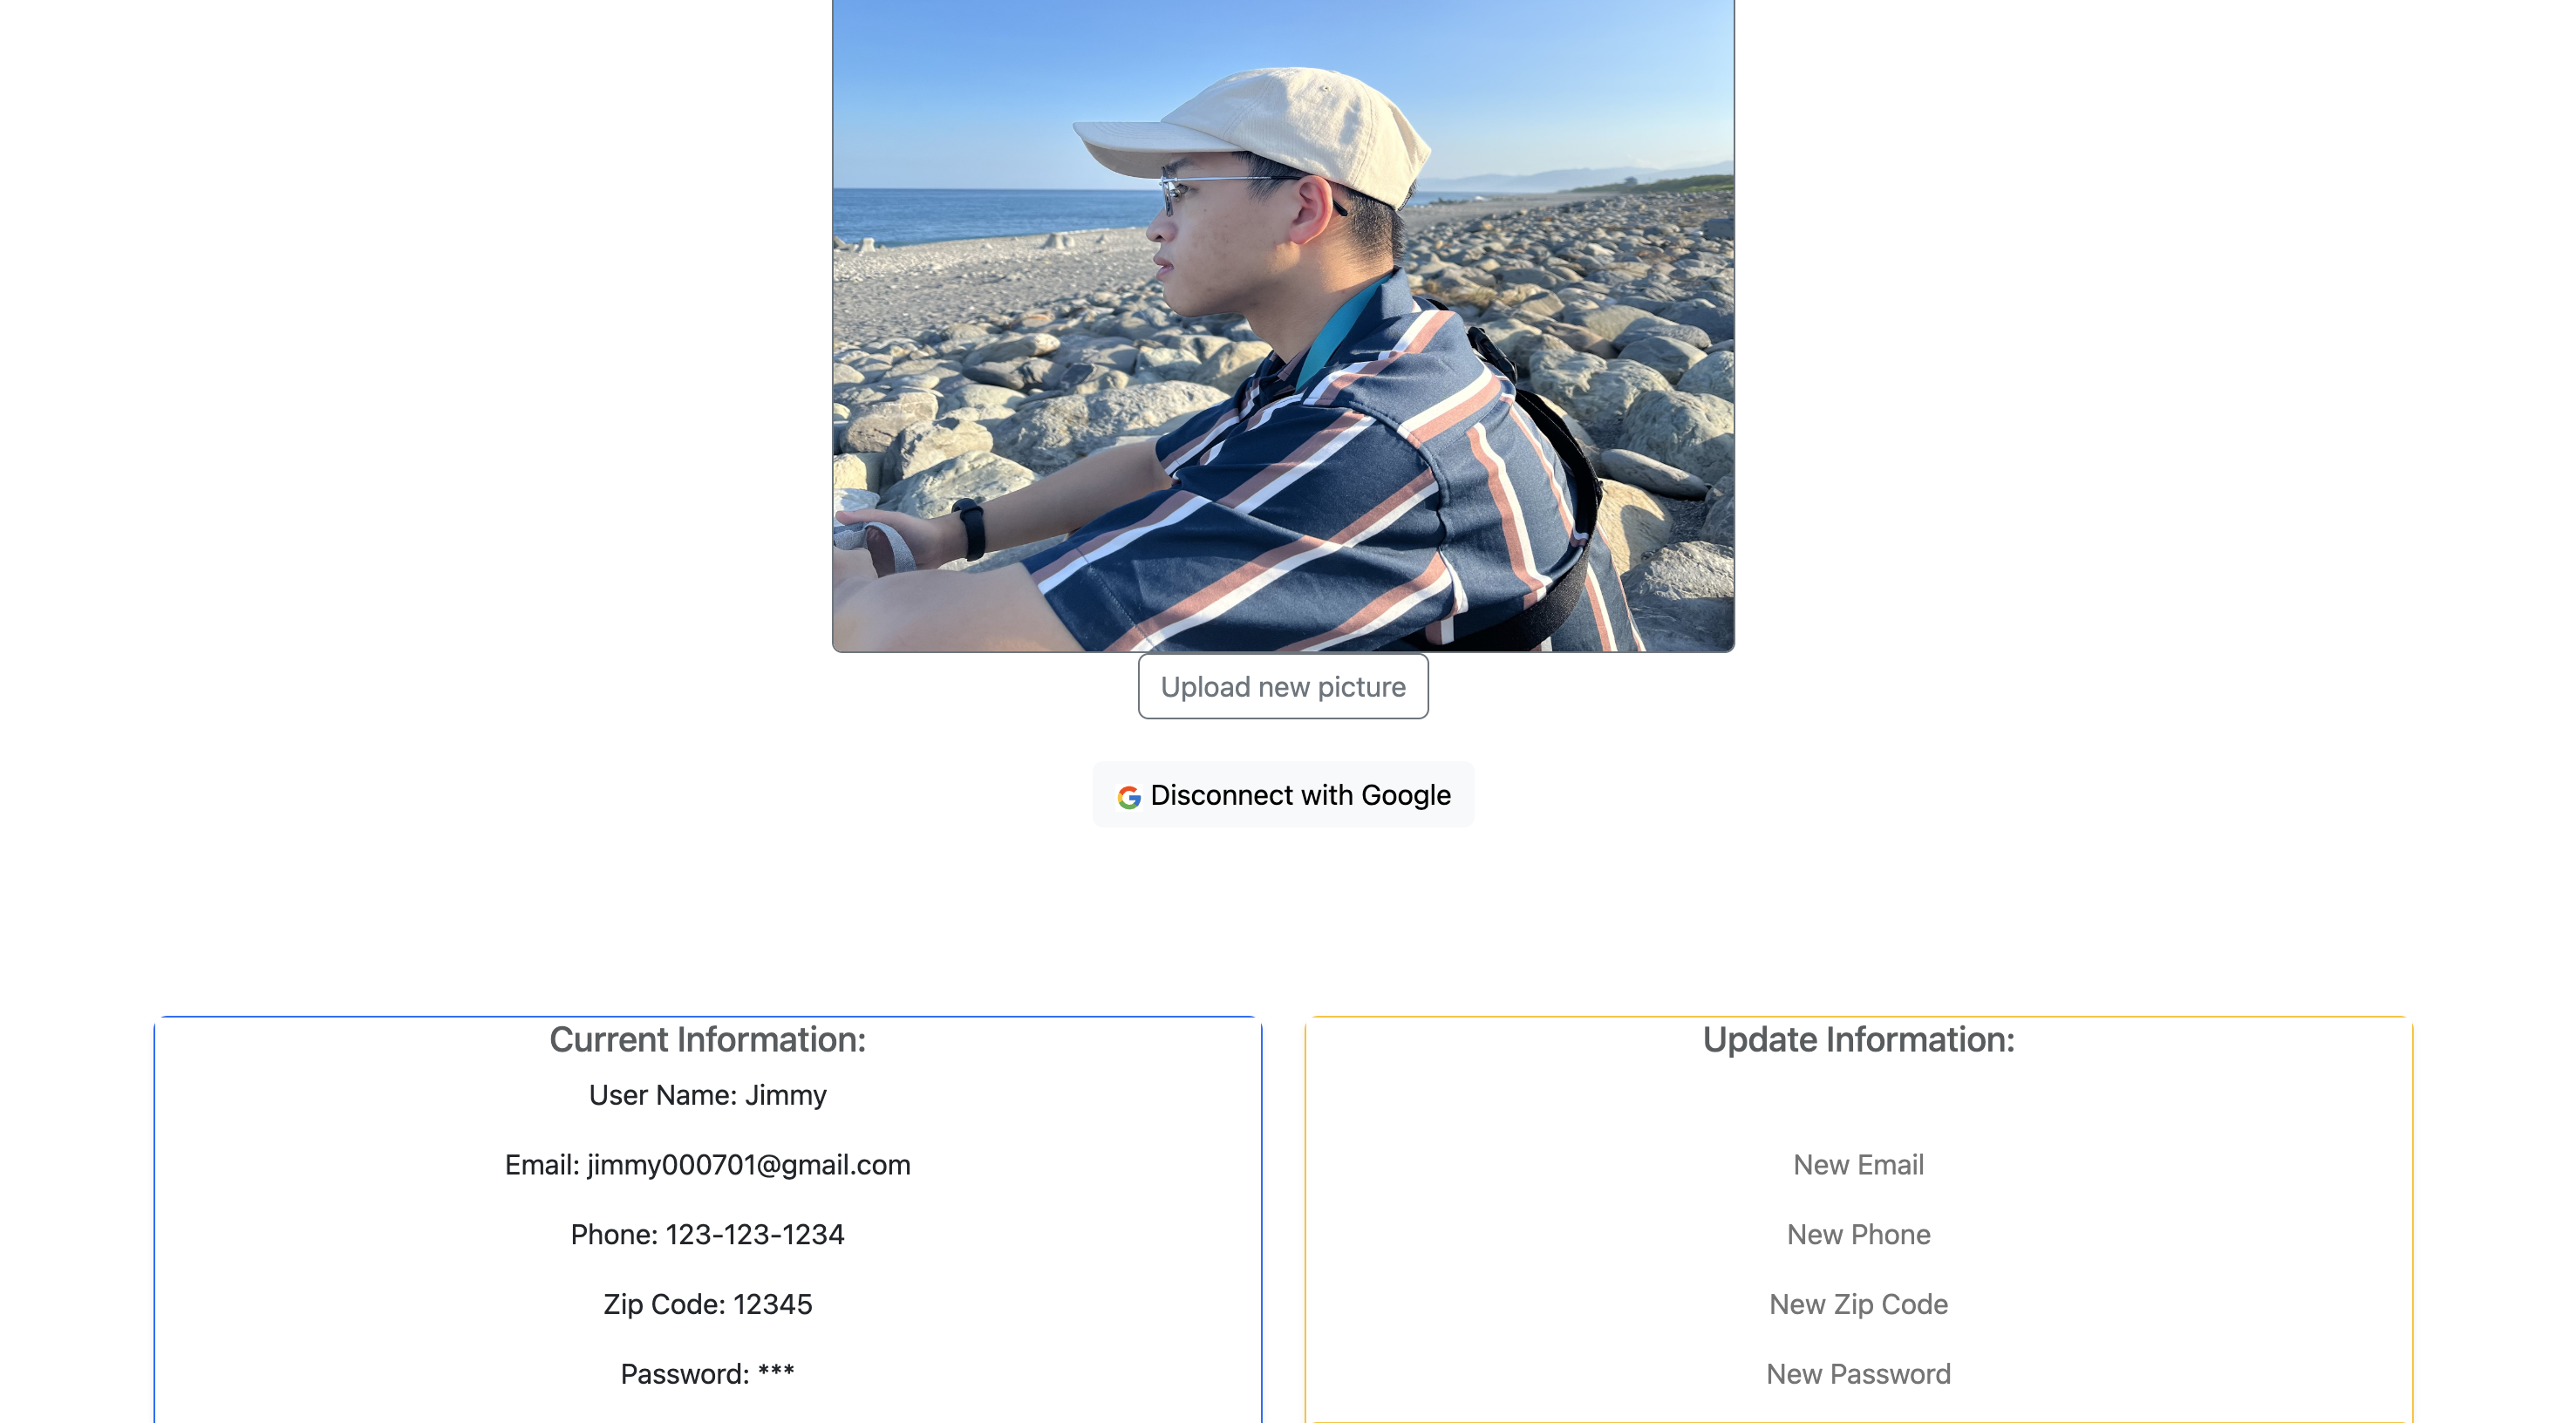 Upload new picture
Disconnect with Google
Current Information:
User Name: Jimmy
Email: jimmy000701@gmail.com
Phone: 123-123-1234
Zip Code: 12345
Password: ***
Update Information:
New Email
New Phone
New Zip Code
New Password